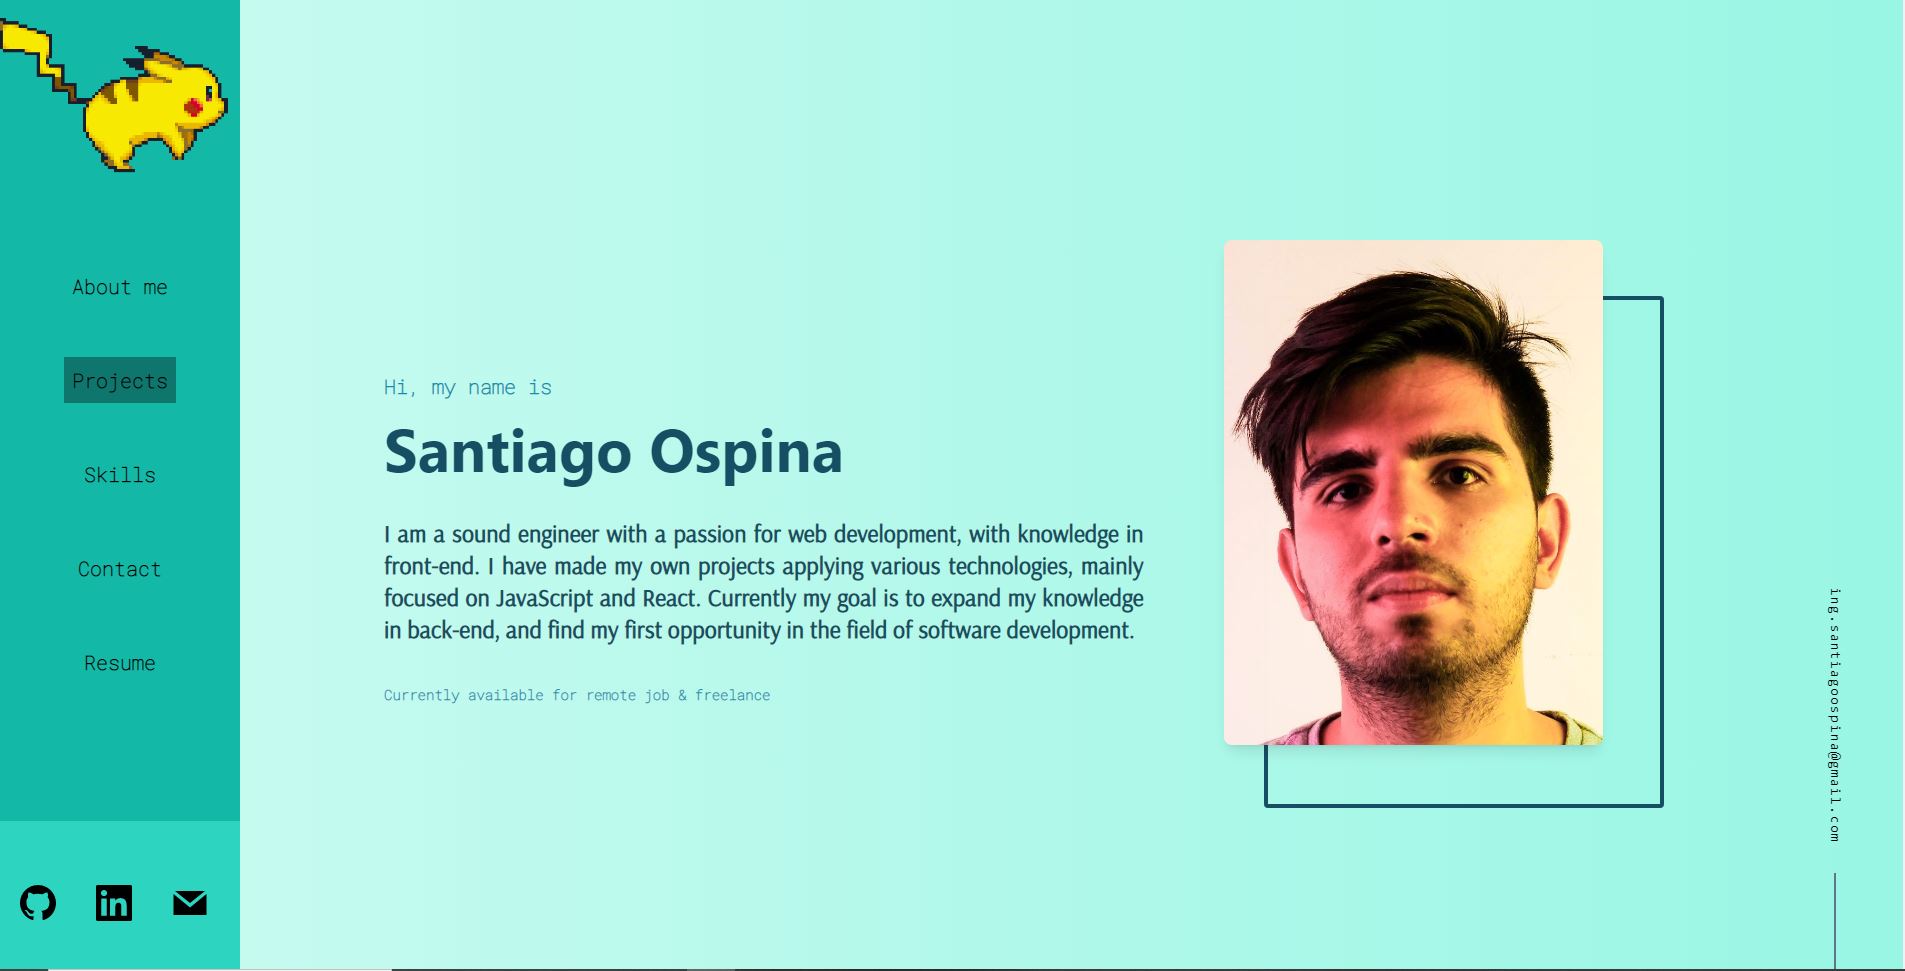 About me
Projects
Skills
Contact
Resume
Hi, my name is
Santiago Ospina
I am a sound engineer with a passion for web development, with knowledge in
front-end. I have made my own projects applying various technologies, mainly
focused on JavaScript and React. Currently my goal is to expand my knowledge
in back-end, and find my first opportunity in the field of software development.
Currently available for remote job & freelance
ing.santiagoospina@gmail.com
in